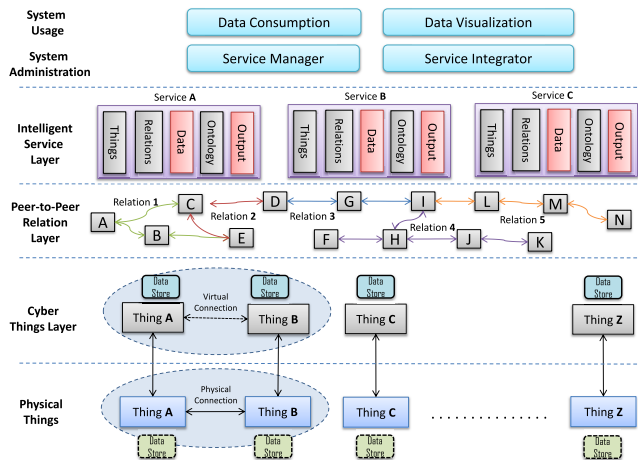 System
Usage
Data Consumption
Data Visualization
System
Administration
Service Manager
Service Integrator
Service A
Service B
Service C
Intelligent
Service
Layer
Things
Relations
Data
Ontology
Output
Things
Relations
Data
Ontology
Output
Things
Relations
Data
Ontology
Output
Peer-to-Peer
Relation
Layer
Relation 1
Relation 2
Relation 3
Relation 4
Relation 5
A
B
C
E
D
G
I
L
M
N
F
H
J
K
Cyber
Things Layer
Data
Store
Data
Store
Data
Store
Data
Store
Virtual
Connection
Thing A
Thing B
Thing C
Thing Z
Physical
Things
Physical
Connection
Thing A
Thing B
Thing C
Thing Z
. . . . . . . . . . . . . .
Data
Store
Data
Store
Data
Store
Data
Store